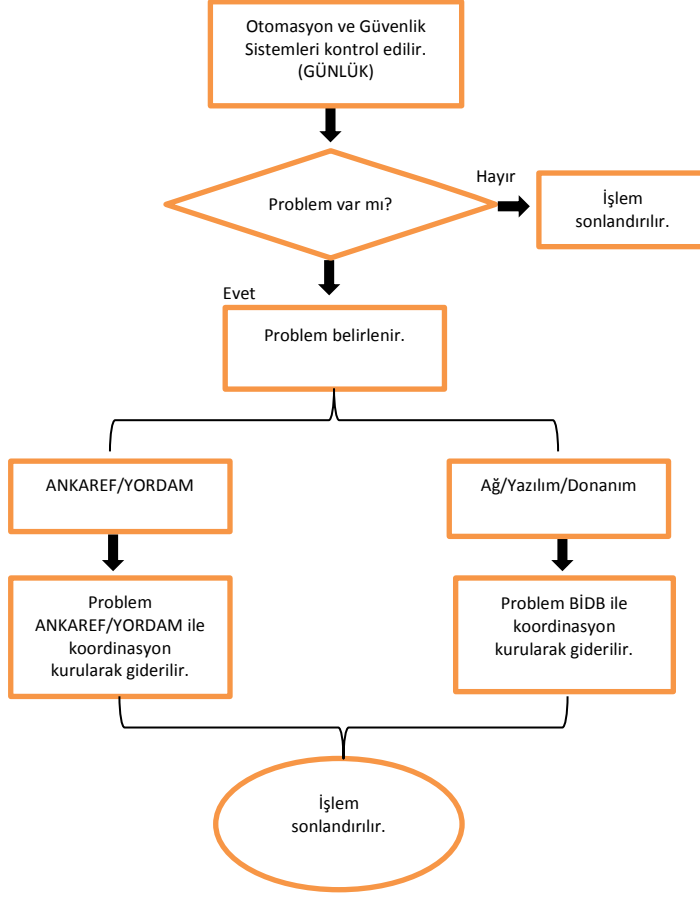 Otomasyon ve Güvenlik
Sistemleri kontrol edilir.
(GÜNLÜK)
Problem var mı?
Hayır
İşlem
sonlandırılır.
Evet
Problem belirlenir.
ANKAREF/YORDAM
Ağ/Yazılım/Donanım
Problem
ANKAREF/YORDAM ile
koordinasyon
kurularak giderilir.
Problem BİDB ile
koordinasyon
kurularak giderilir.
İşlem
sonlandırılır.